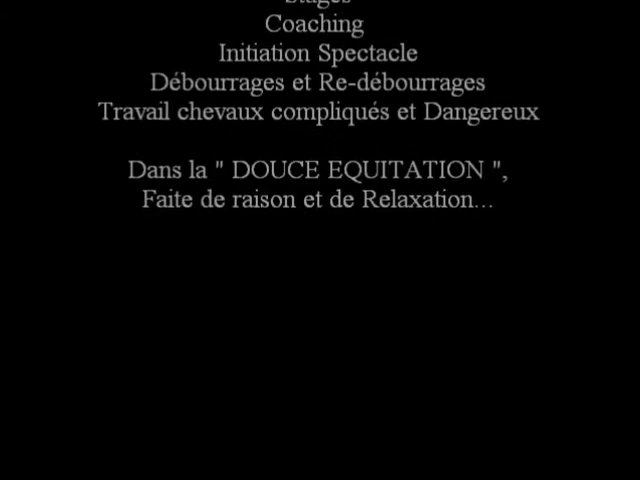 Stages
Coaching
Initiation Spectacle
Débourrages et Re-débourrages
Travail chevaux compliqués et Dangereux
Dans la " DOUCE EQUITATION ",
Faite de raison et de Relaxation...